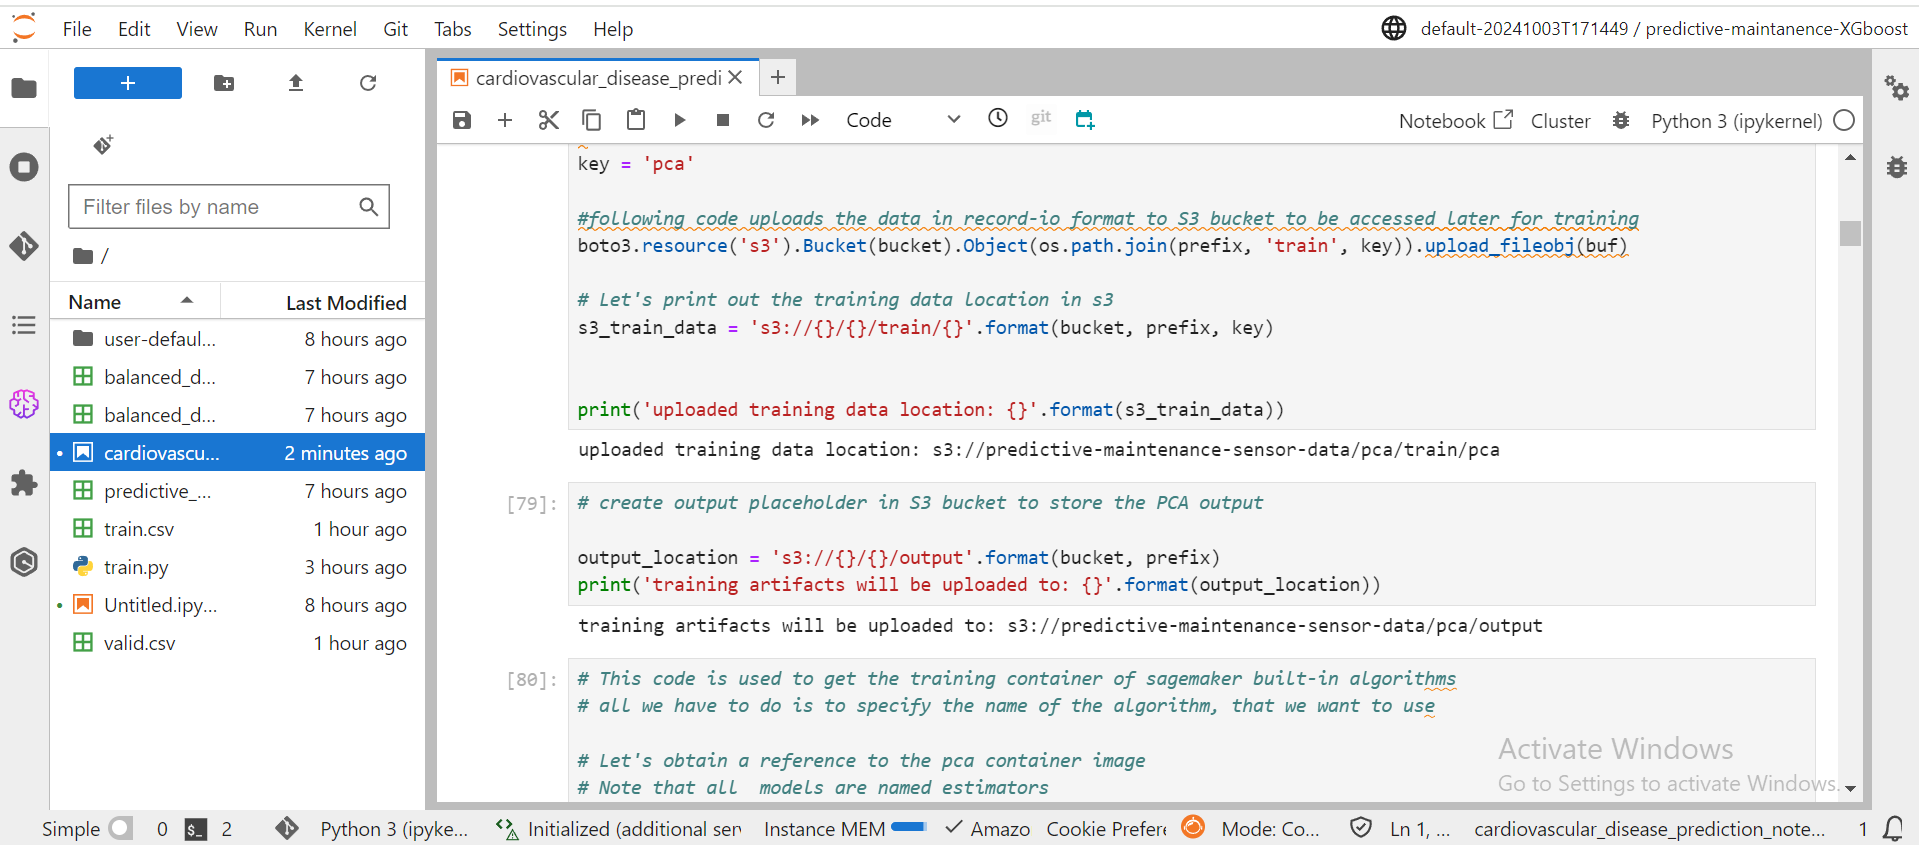 File Edit View Run Kernel Git Tabs Settings Help
default-20241003T171449 / predictive-maintanence-XGboost
+
Filter files by name
/
Name Last Modified
user-defaul... 8 hours ago
balanced_d... 7 hours ago
balanced_d... 7 hours ago
cardiovascu... 2 minutes ago
predictive_... 7 hours ago
train.csv 1 hour ago
train.py 3 hours ago
Untitled.ipy... 8 hours ago
valid.csv 1 hour ago
cardiovascular_disease_predi
Code git Notebook Cluster Python 3 (ipykernel)
key = 'pca'
#following code uploads the data in record-io format to S3 bucket to be accessed later for training
boto3.resource('s3').Bucket(bucket).Object(os.path.join(prefix, 'train', key)).upload_fileobj(buf)
# Let's print out the training data location in s3
s3_train_data = 's3://{}/{}/train/{}'.format(bucket, prefix, key)
print('uploaded training data location: {}'.format(s3_train_data))
uploaded training data location: s3://predictive-maintenance-sensor-data/pca/train/pca
[79]: # create output placeholder in S3 bucket to store the PCA output
output_location = 's3://{}/{}/output'.format(bucket, prefix)
print('training artifacts will be uploaded to: {}'.format(output_location))
training artifacts will be uploaded to: s3://predictive-maintenance-sensor-data/pca/output
[80]: # This code is used to get the training container of sagemaker built-in algorithms
# all we have to do is to specify the name of the algorithm, that we want to use
# Let's obtain a reference to the pca container image
# Note that all  models are named estimators
Activate Windows
Go to Settings to activate Windows.
Simple 0 $_ 2 Python 3 (ipyke... Initialized (additional serv Instance MEM Amazo Cookie Prefere Mode: Co... Ln 1, ... cardiovascular_disease_prediction_note... 1